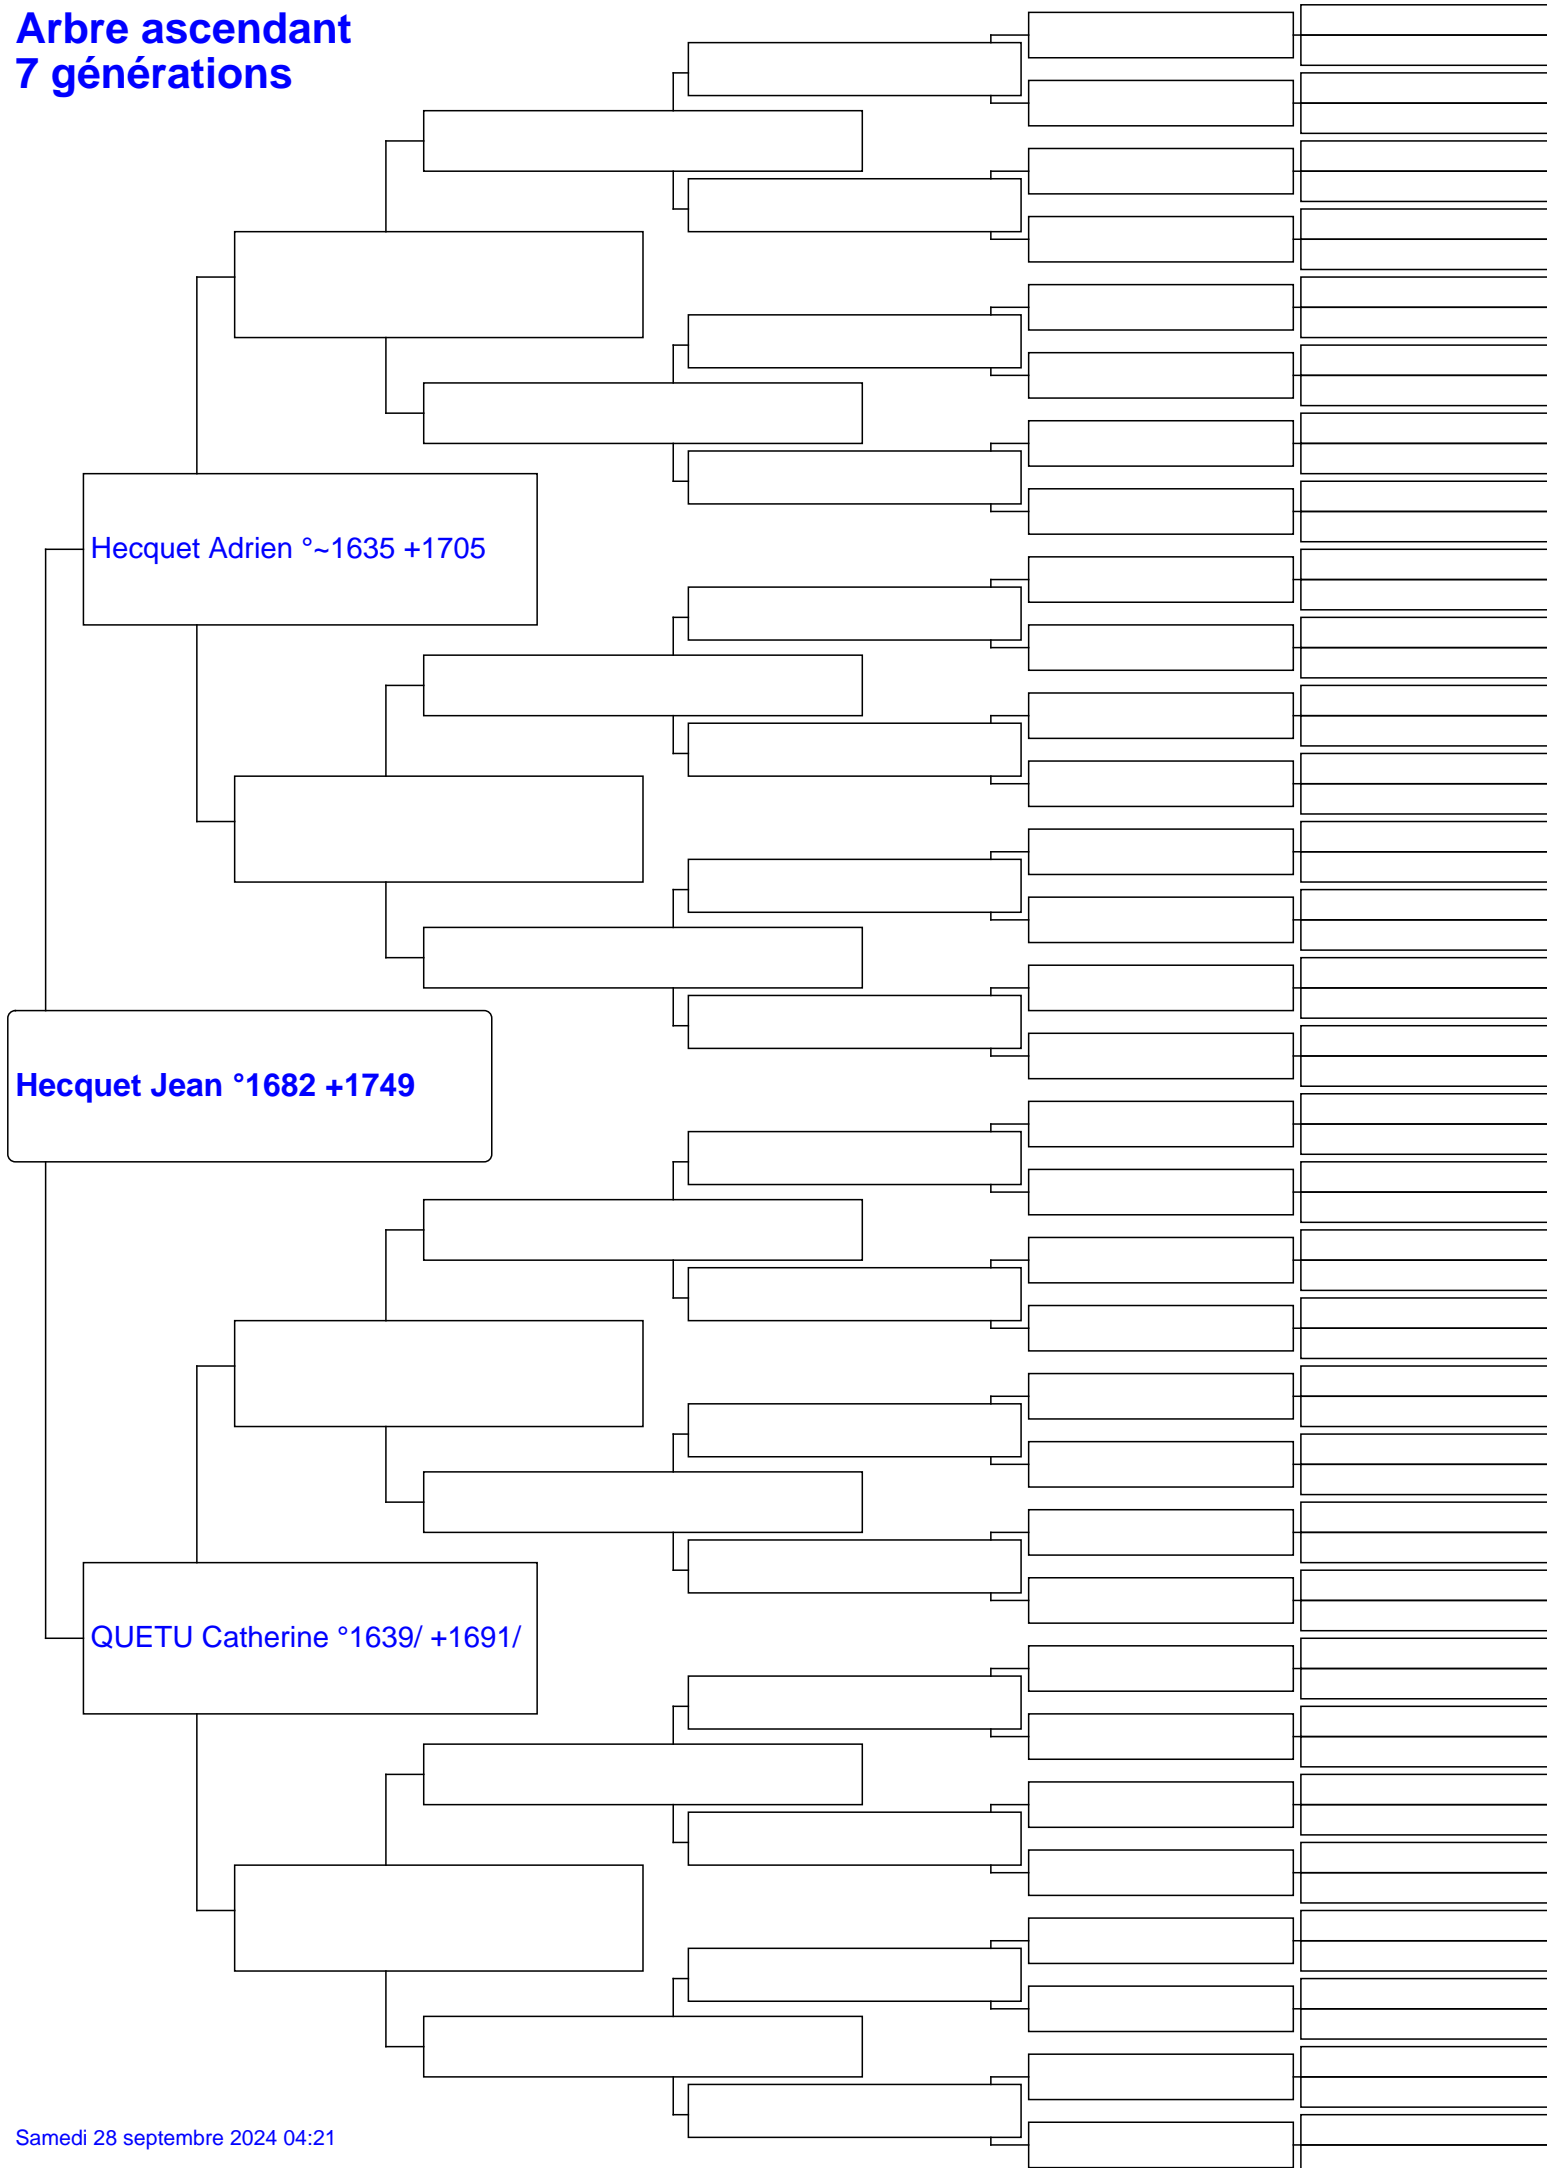 Arbre ascendant
7 générations
Hecquet Adrien °~1635 +1705
Hecquet Jean °1682 +1749
QUETU Catherine °1639/ +1691/
Samedi 28 septembre 2024 04:21